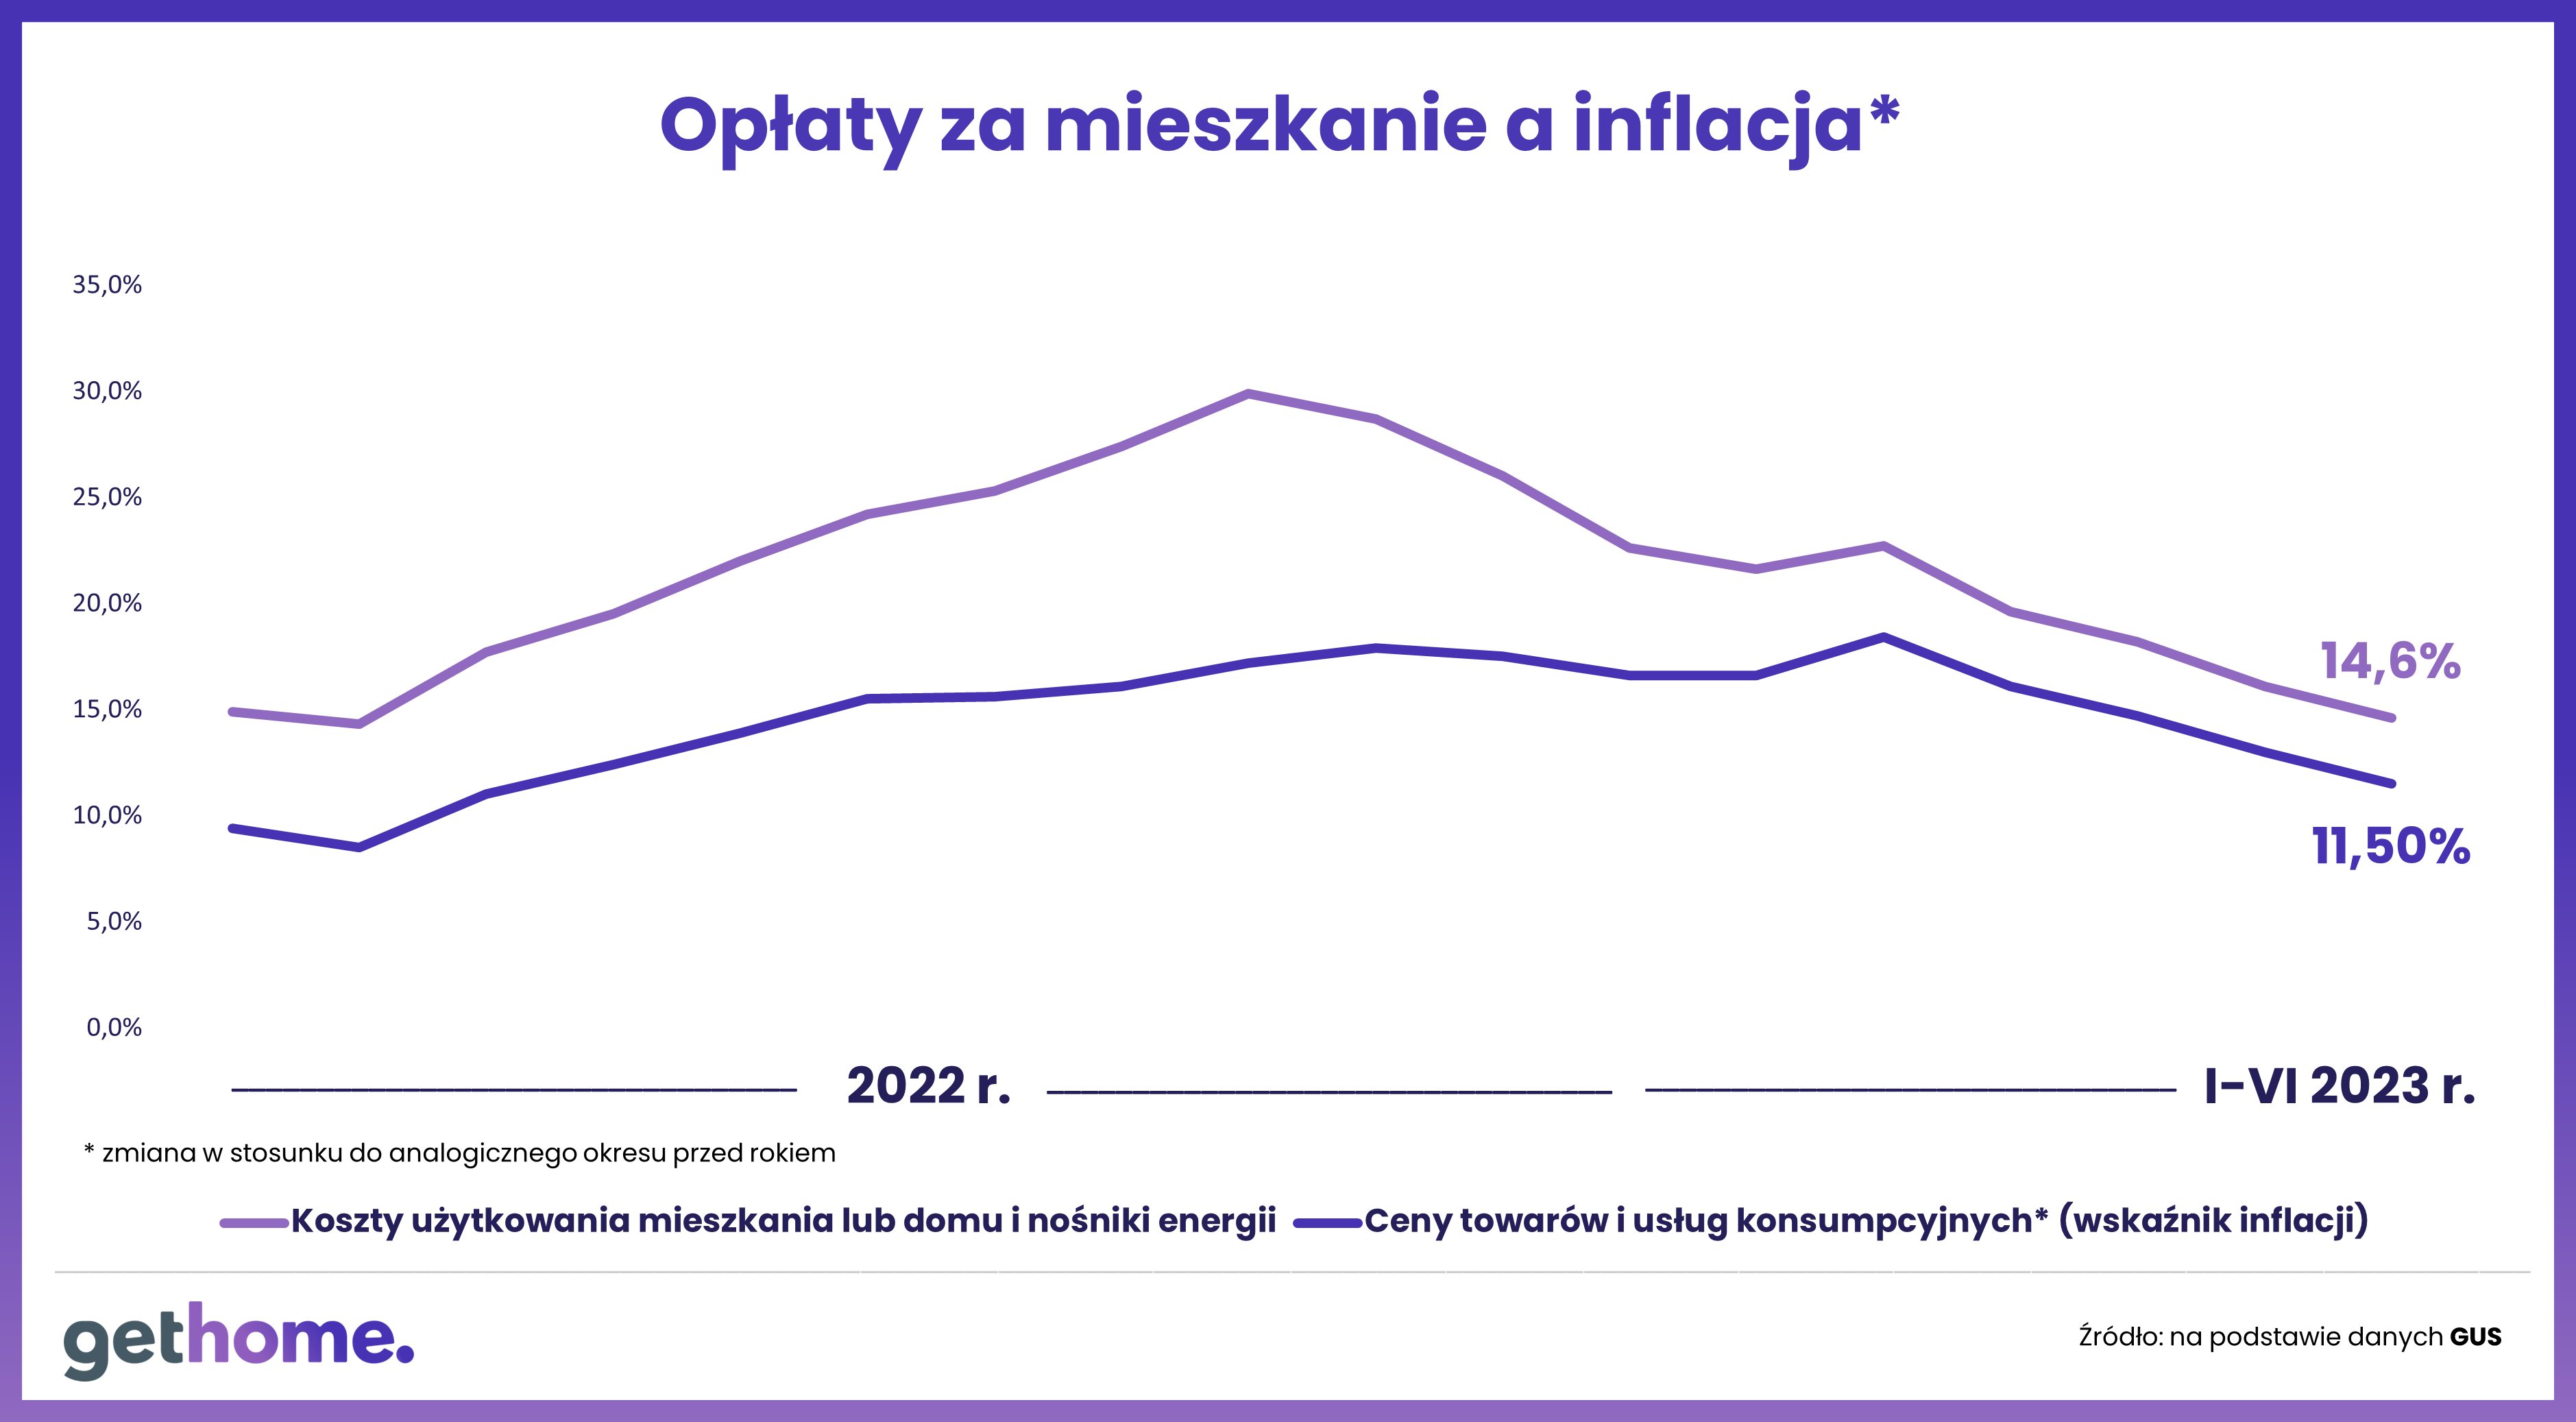 Opłaty za mieszkanie a inflacja*
35,0%
30,0%
25,0%
20,0%
15,0%
10,0%
5,0%
0,0%
14,6%
11,50%
2022 r.
I-VI 2023 r.
* zmiana w stosunku do analogicznego okresu przed rokiem
Koszty użytkowania mieszkania lub domu i nośniki energii
Ceny towarów i usług konsumpcyjnych* (wskaźnik inflacji)
gethome.
Źródło: na podstawie danych GUS